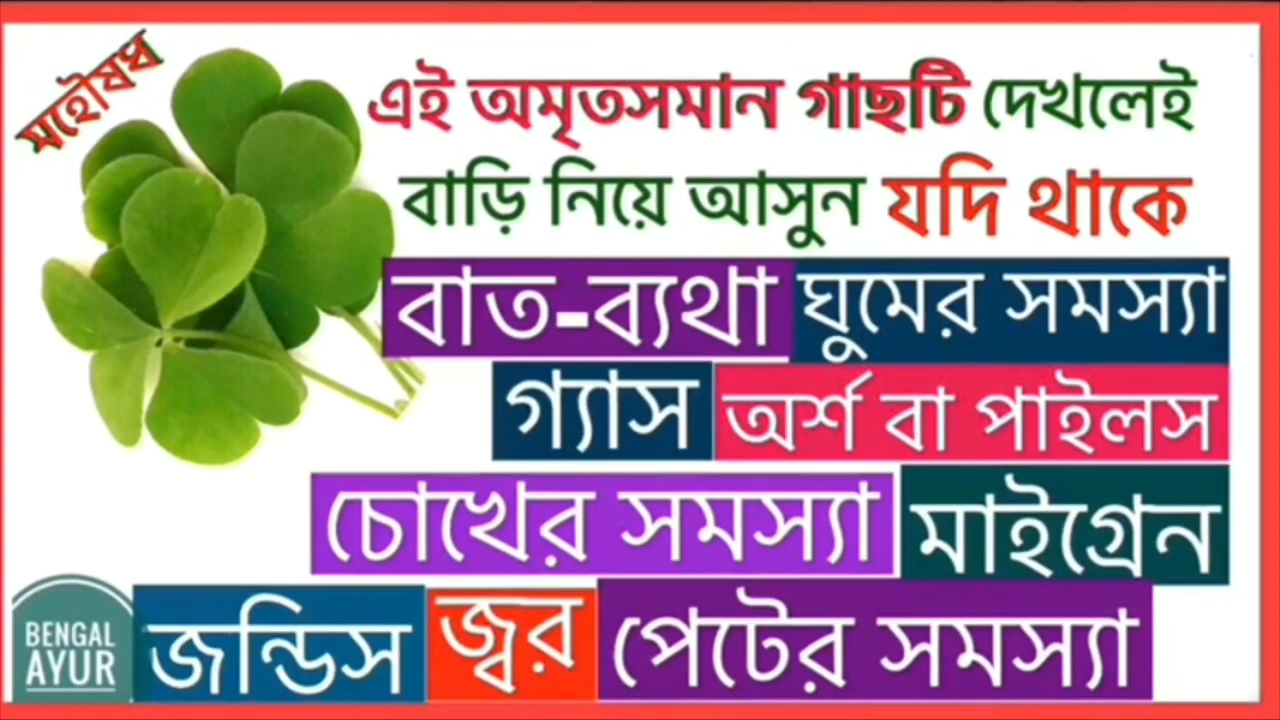 মহৌষধ
এই অমৃতসমান গাছটি দেখলেই
বাড়ি নিয়ে আসুন যদি থাকে
বাত-ব্যথা ঘুমের সমস্যা
গ্যাস অর্শ বা পাইলস
চোখের সমস্যা মাইগ্রেন
জন্ডিস জ্বর পেটের সমস্যা
BENGAL
AYUR